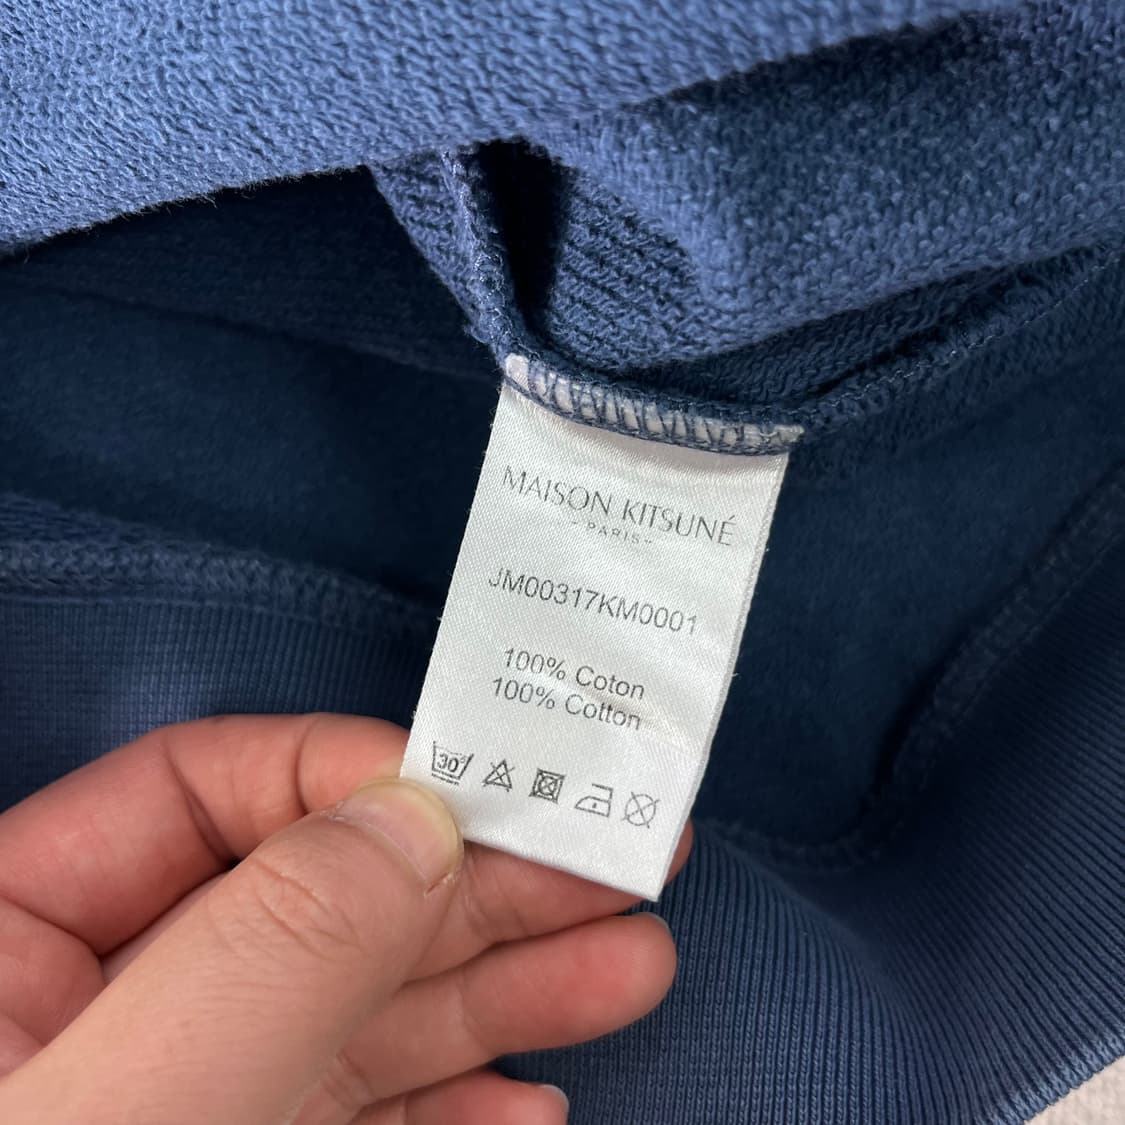 MAISON KITSUNÉ
- PARIS -
JM00317KM0001
100% Coton
100% Cotton
30°